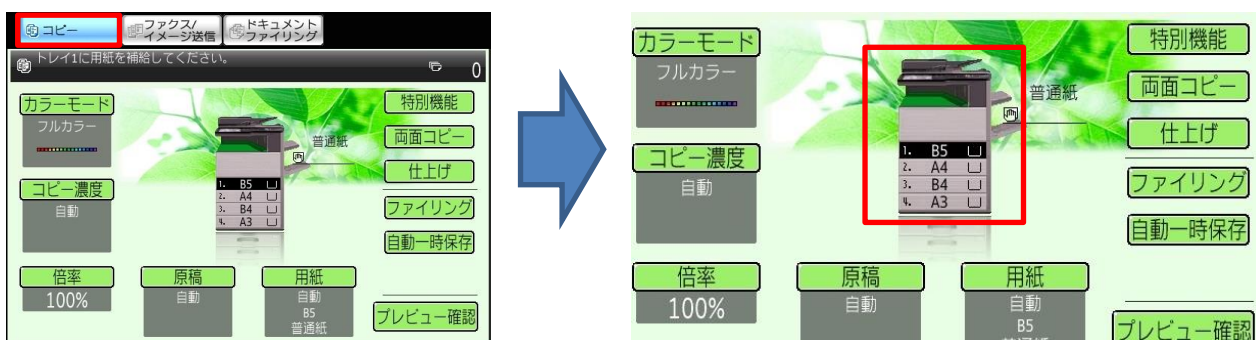 コピー
ファクス/
イメージ送信
ドキュメント
ファイリング
トレイ1に用紙を補給してください。
0
カラーモード
フルカラー
コピー濃度
自動
普通紙
1. B5
2. A4
3. B4
4. A3
特別機能
両面コピー
仕上げ
ファイリング
自動一時保存
倍率
100%
原稿
自動
用紙
自動
B5
普通紙
プレビュー確認
カラーモード
フルカラー
コピー濃度
自動
普通紙
1. B5
2. A4
3. B4
4. A3
特別機能
両面コピー
仕上げ
ファイリング
自動一時保存
倍率
100%
原稿
自動
用紙
自動
B5
プレビュー確認